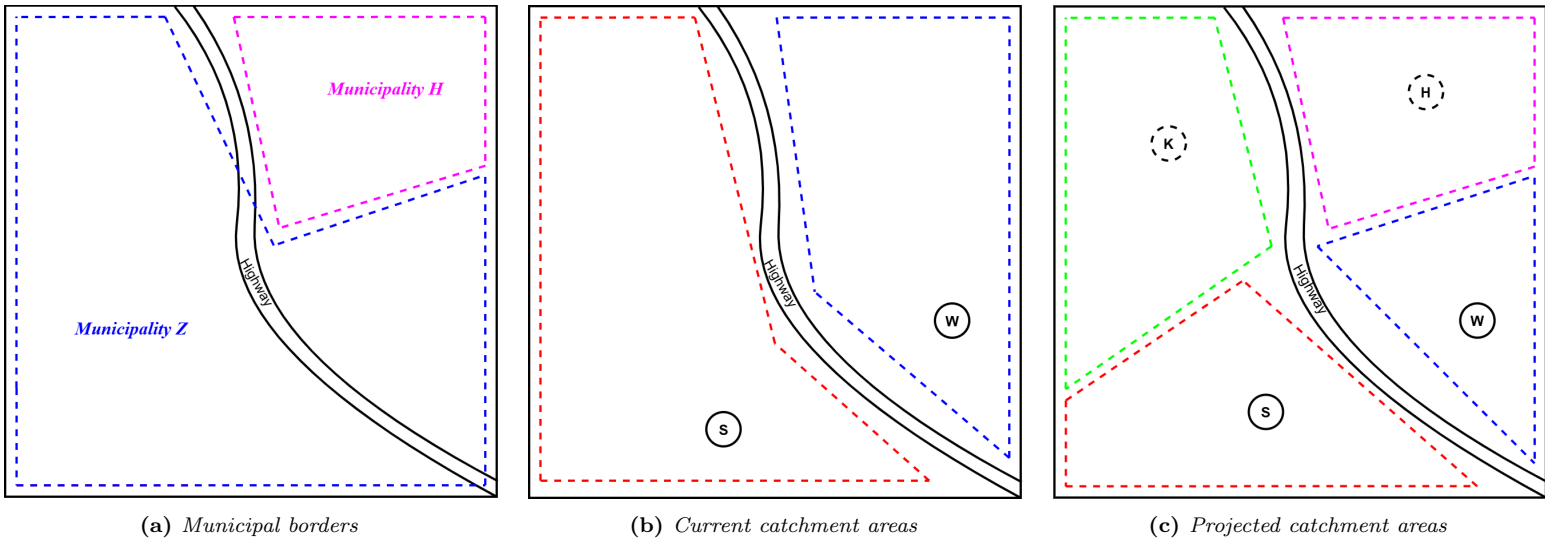 Municipality H
Highway
Municipality Z
(a) Municipal borders
Highway
W
S
(b) Current catchment areas
H
K
Highway
W
S
(c) Projected catchment areas